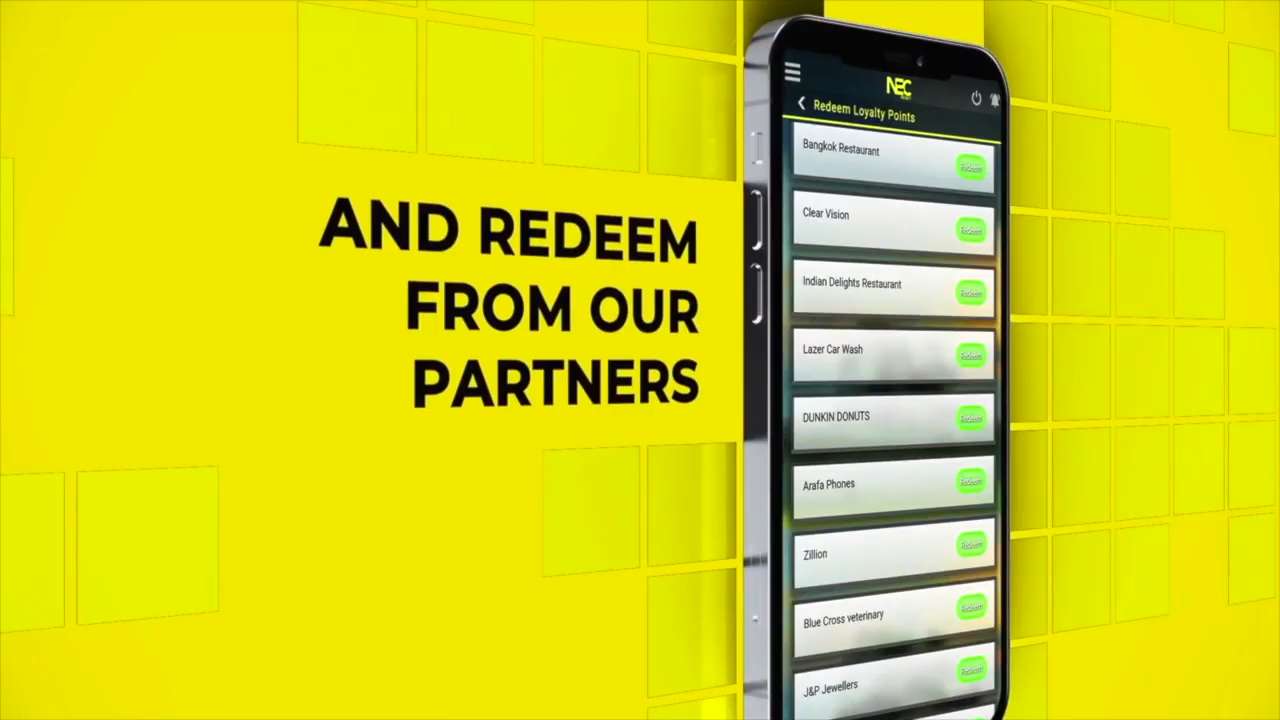 AND REDEEM
FROM OUR
PARTNERS
NEC
Redeem Loyalty Points
Bangkok Restaurant
Redeem
Clear Vision
Redeem
Indian Delights Restaurant
Redeem
Lazer Car Wash
Redeem
DUNKIN DONUTS
Redeem
Arafa Phones
Redeem
Zillion
Redeem
Blue Cross veterinary
Redeem
J&P Jewellers
Redeem